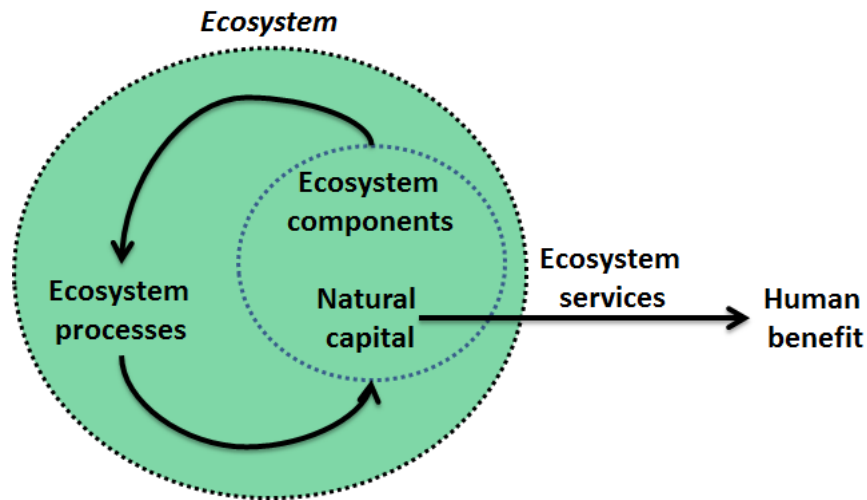 Ecosystem
Ecosystem
components
Ecosystem
processes
Natural
capital
Ecosystem
services
Human
benefit